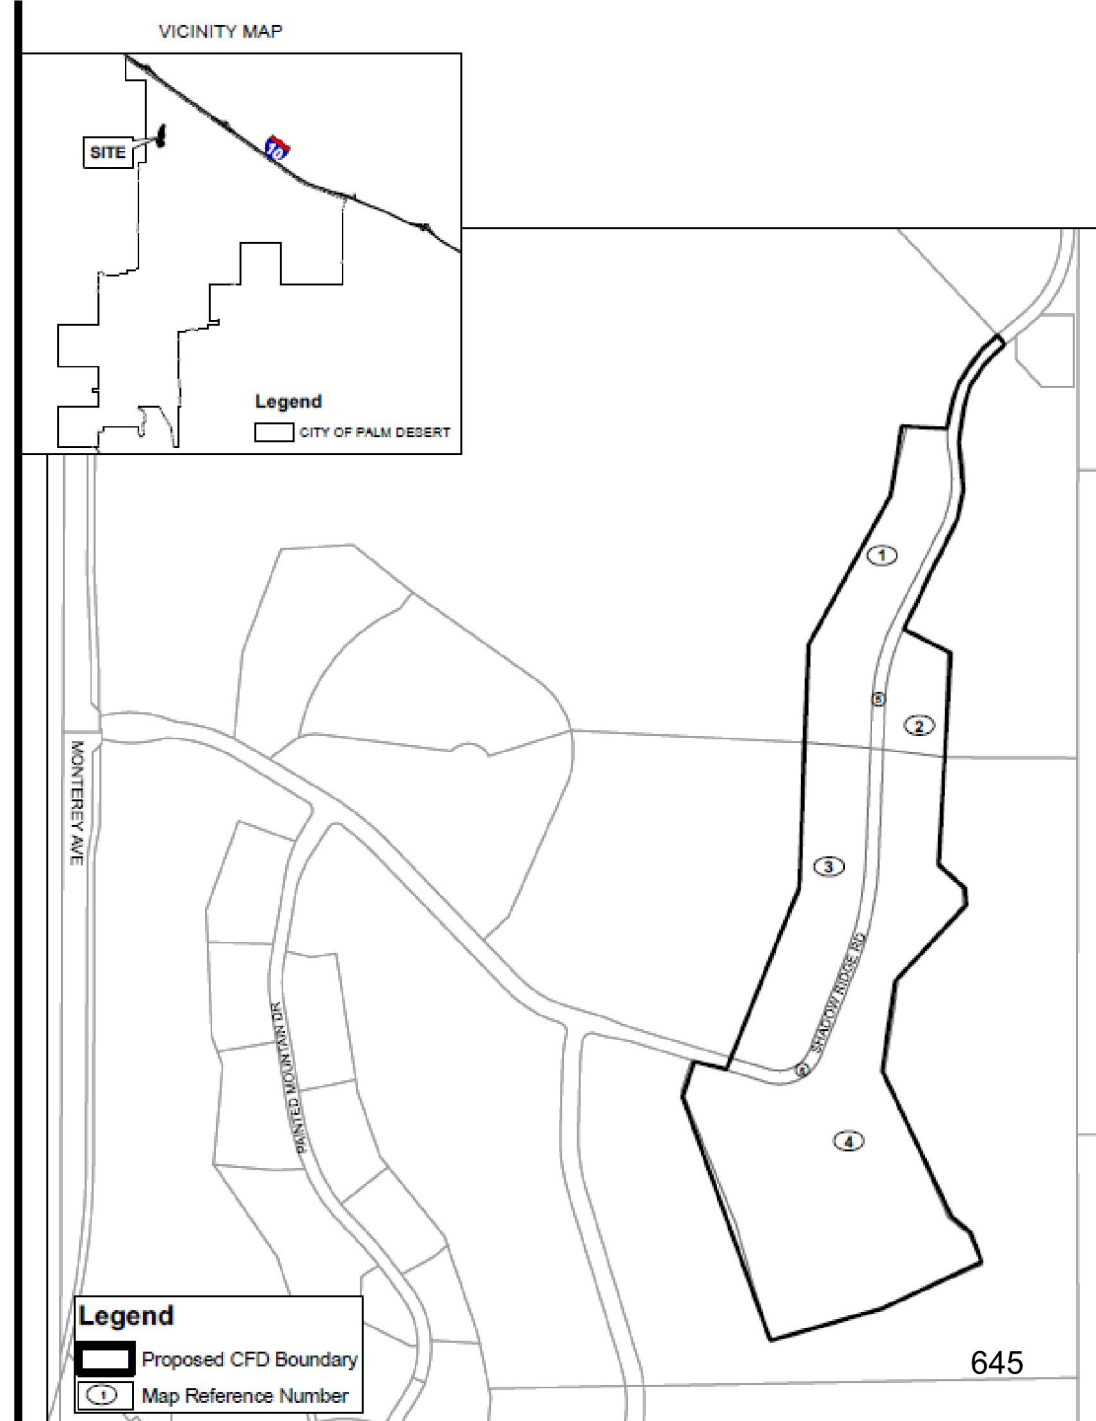 VICINITY MAP
SITE
10
Legend
CITY OF PALM DESERT
1
5
2
MONTEREY AVE
3
SHADOW RIDGE RD
PAINTED MOUNTAIN DR
4
Legend
Proposed CFD Boundary
1 Map Reference Number
645